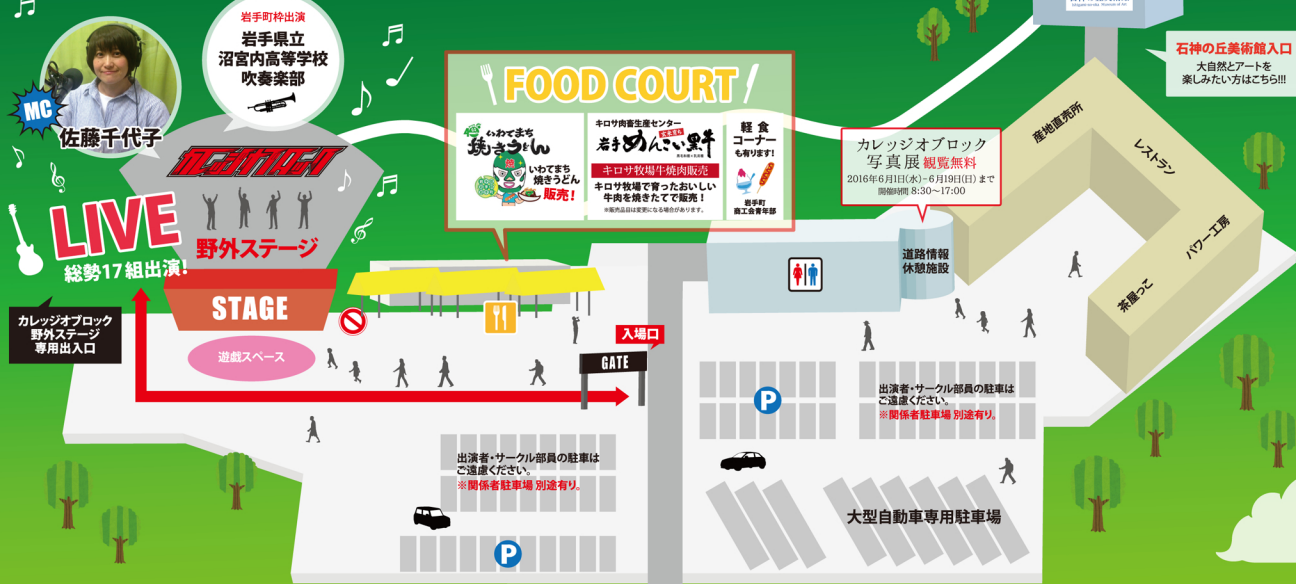 岩手町枠出演
岩手県立
沼宮内高等学校
吹奏楽部
MC
佐藤千代子
カレッジオブロック
LIVE
総勢17組出演!
野外ステージ
STAGE
遊戯スペース
カレッジオブロック
野外ステージ
専用出入口
FOOD COURT
いわてまち
焼きうどん
いわてまち
焼きうどん
販売!
キロサ肉畜生産センター
岩手めんこい黒牛
キロサ牧場牛焼肉販売
キロサ牧場で育ったおいしい
牛肉を焼きたてで販売!
※販売品目は変更になる場合があります。
軽食
コーナー
も有ります!
岩手町
商工会青年部
カレッジオブロック
写真展 観覧無料
2016年6月1日(水)-6月19日(日)まで
開催時間 8:30〜17:00
石神の丘美術館入口
大自然とアートを
楽しみたい方はこちら!!!
産地直売所
レストラン
パワー工房
茶屋っこ
道路情報
休憩施設
入場口
GATE
P
出演者・サークル部員の駐車は
ご遠慮ください。
※関係者駐車場 別途有り。
出演者・サークル部員の駐車は
ご遠慮ください。
※関係者駐車場 別途有り。
P
大型自動車専用駐車場